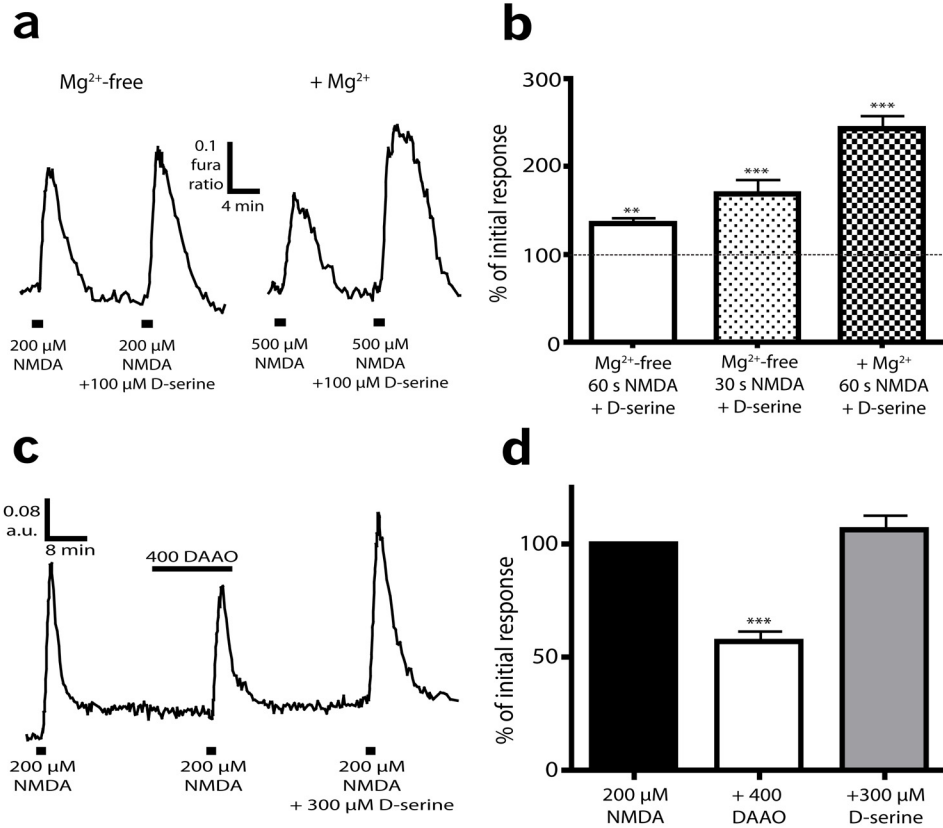 a
Mg²⁺-free
+ Mg²⁺
0.1
fura
ratio
4 min
200 µM
NMDA
200 µM
NMDA
+100 µM D-serine
500 µM
NMDA
500 µM
NMDA
+100 µM D-serine
b
% of initial response
300
200
100
0
**
***
***
Mg²⁺-free
60 s NMDA
+ D-serine
Mg²⁺-free
30 s NMDA
+ D-serine
+ Mg²⁺
60 s NMDA
+ D-serine
c
0.08
a.u.
8 min
400 DAAO
200 µM
NMDA
200 µM
NMDA
200 µM
NMDA
+ 300 µM D-serine
d
% of initial response
100
50
0
***
200 µM
NMDA
+ 400
DAAO
+300 µM
D-serine